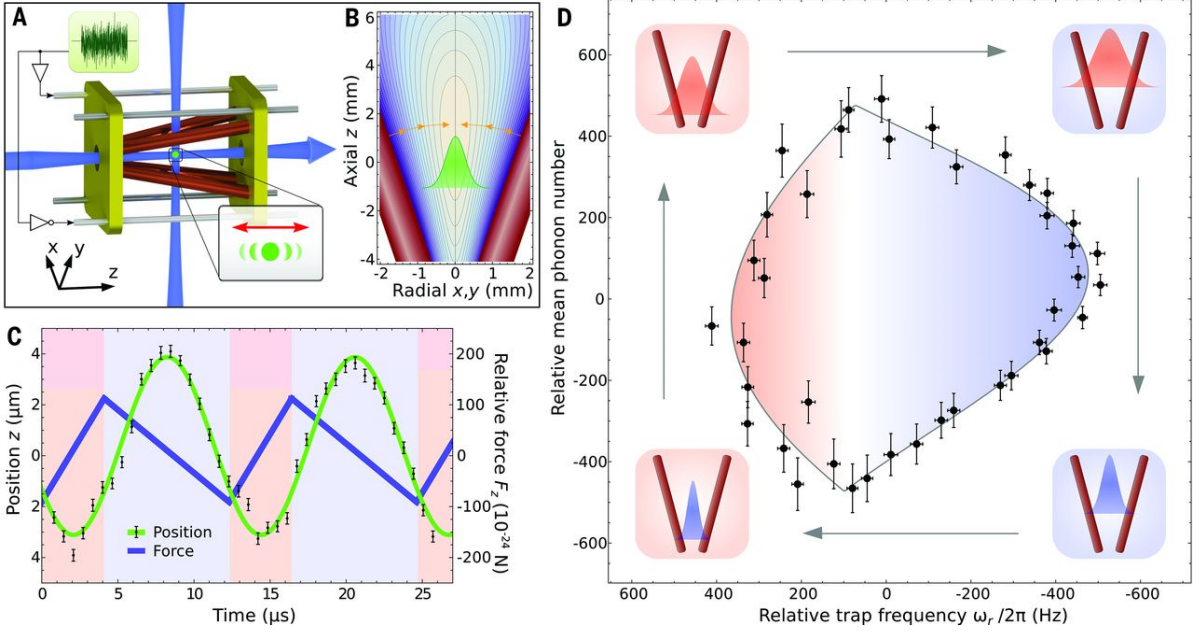 A
x
y
z
B
Axial z (mm)
6
4
2
0
-2
-4
-2
-1
0
1
2
Radial x,y (mm)
C
Position z (µm)
4
2
0
2
4
Position
Force
200
100
0
-100
-200
Relative force Fz (10⁻²⁴ N)
0
5
10
15
20
25
Time (µs)
D
Relative mean phonon number
600
400
200
0
-200
-400
-600
600
400
200
0
-200
-400
-600
Relative trap frequency ωr /2π (Hz)